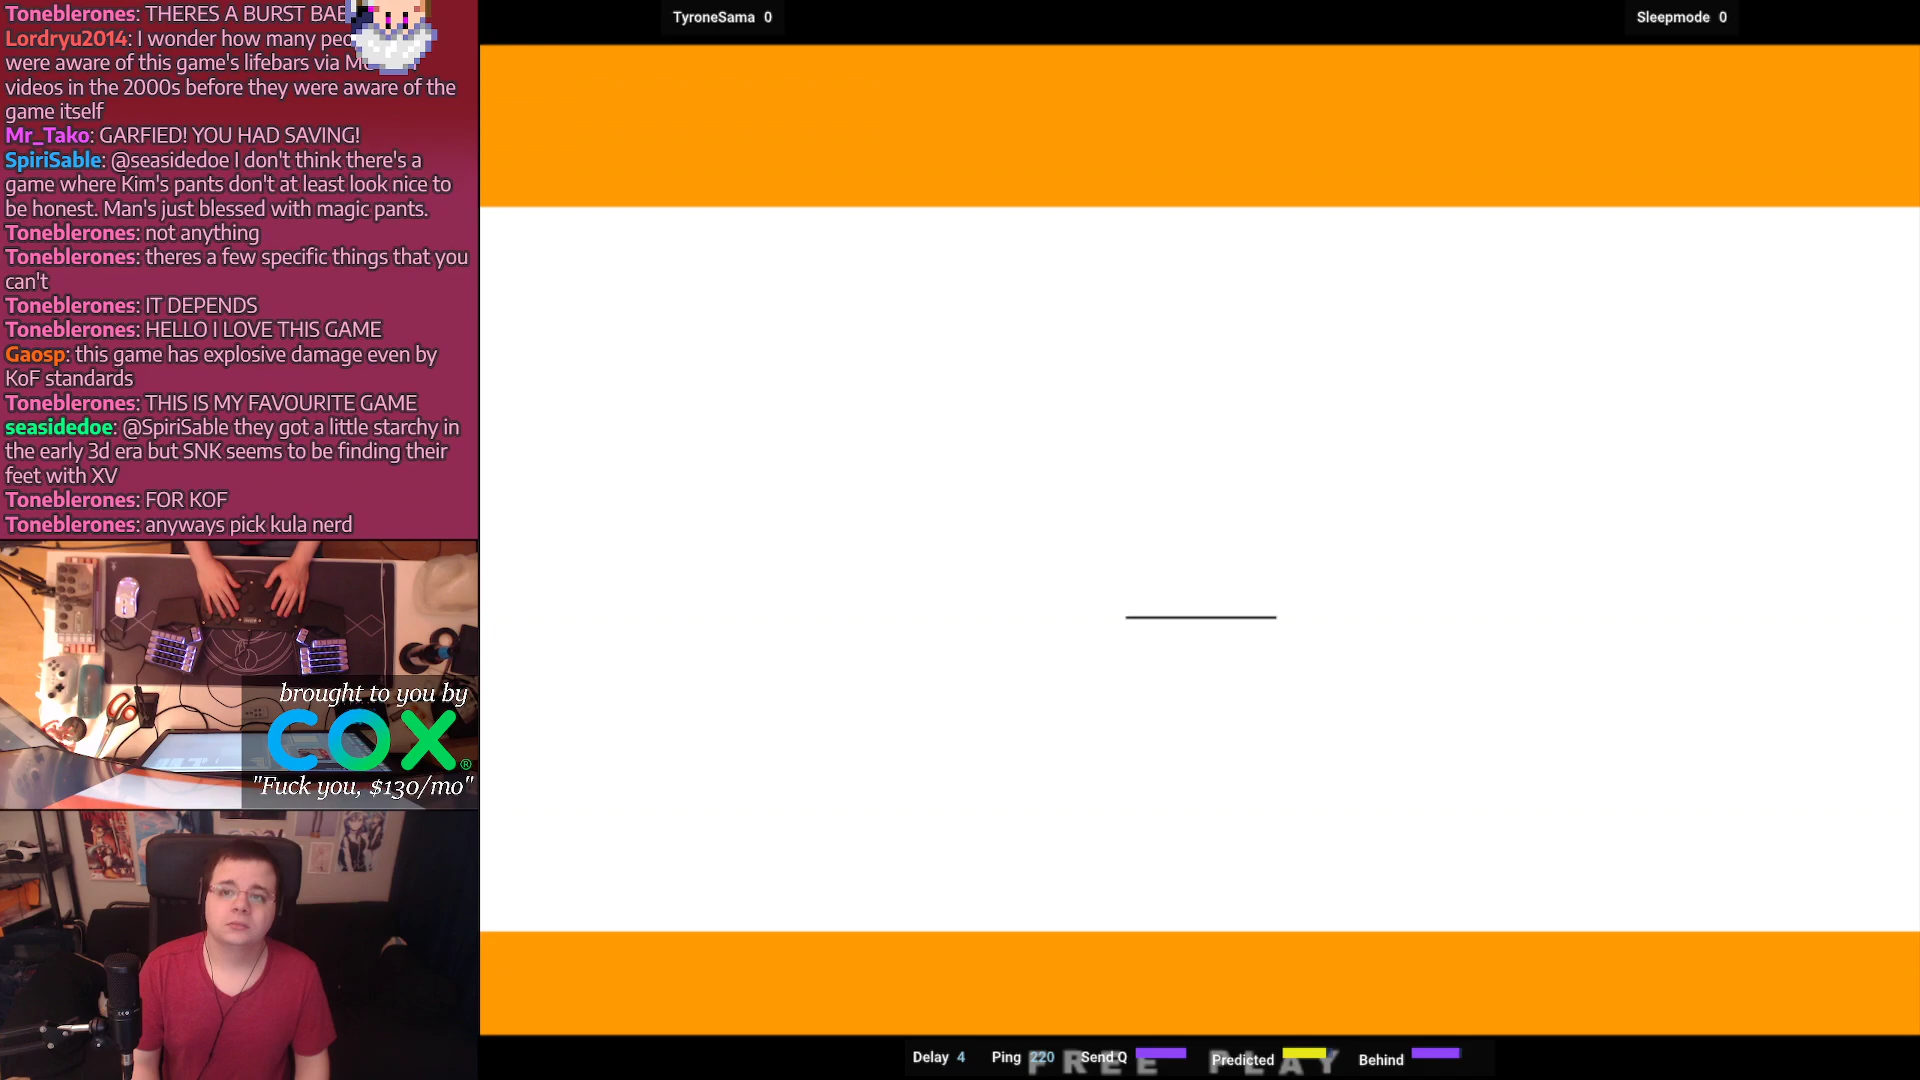 Toneblerones: THERES A BURST
Lordryu2014: I wonder how many
were aware of this game's lifebars via
videos in the 2000s before they were aware of the
game itself
Mr_Tako: GARFIED! YOU HAD SAVING!
SpiriSable: @seasidedoe I don't think there's a
game where Kim's pants don't at least look nice to
be honest. Man's just blessed with magic pants.
Toneblerones: not anything
Toneblerones: theres a few specific things that you
can't
Toneblerones: IT DEPENDS
Toneblerones: HELLO I LOVE THIS GAME
Gaosp: this game has explosive damage even by
KoF standards
Toneblerones: THIS IS MY FAVOURITE GAME
seasidedoe: @SpiriSable they got a little starchy in
the early 3d era but SNK seems to be finding their
feet with XV
Toneblerones: FOR KOF
Toneblerones: anyways pick kula nerd
brought to you by
COX®
"Fuck you, $130/mo"
TyroneSama 0
Sleepmode 0
Delay 4 Ping 220 Send Q Predicted Behind
FREE PLAY